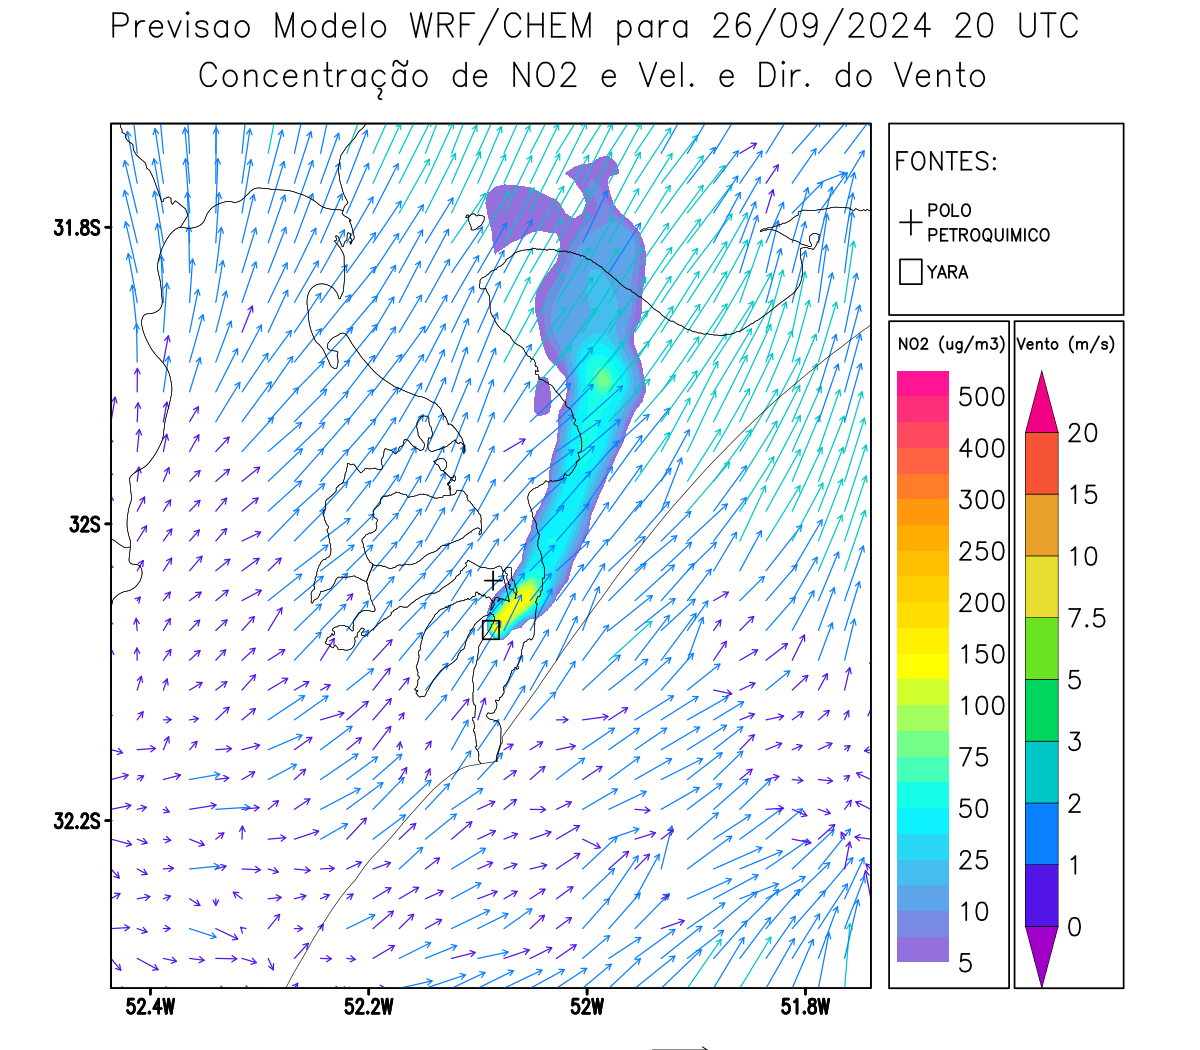 Previsao Modelo WRF/CHEM para 26/09/2024 20 UTC
Concentração de NO2 e Vel. e Dir. do Vento
FONTES:
POLO
PETROQUIMICO
YARA
NO2 (ug/m3)
500
400
300
250
200
150
100
75
50
25
10
5
Vento (m/s)
20
15
10
7.5
5
3
2
1
0
31.8S
32S
32.2S
52.4W
52.2W
52W
51.8W